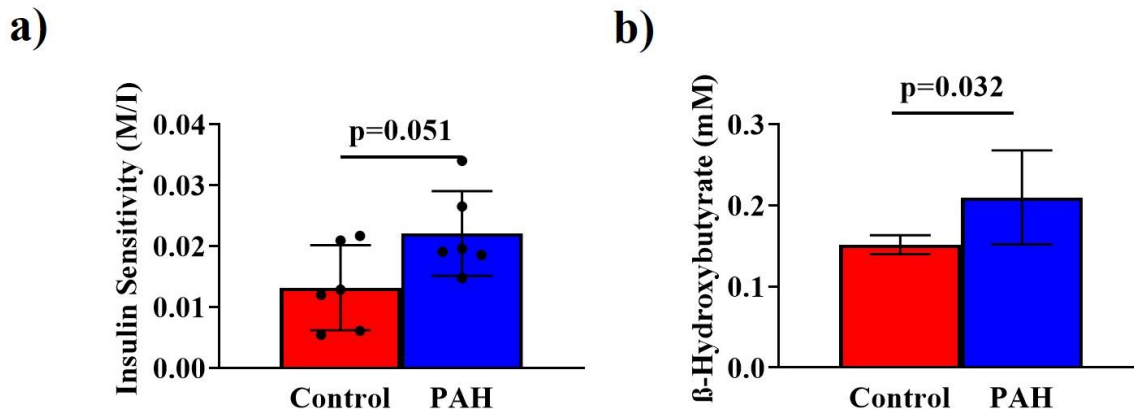 a)
Insulin Sensitivity (M/I)
0.04
0.03
0.02
0.01
0.00
p=0.051
Control PAH
b)
ß-Hydroxybutyrate (mM)
0.3
0.2
0.1
0.0
p=0.032
Control PAH